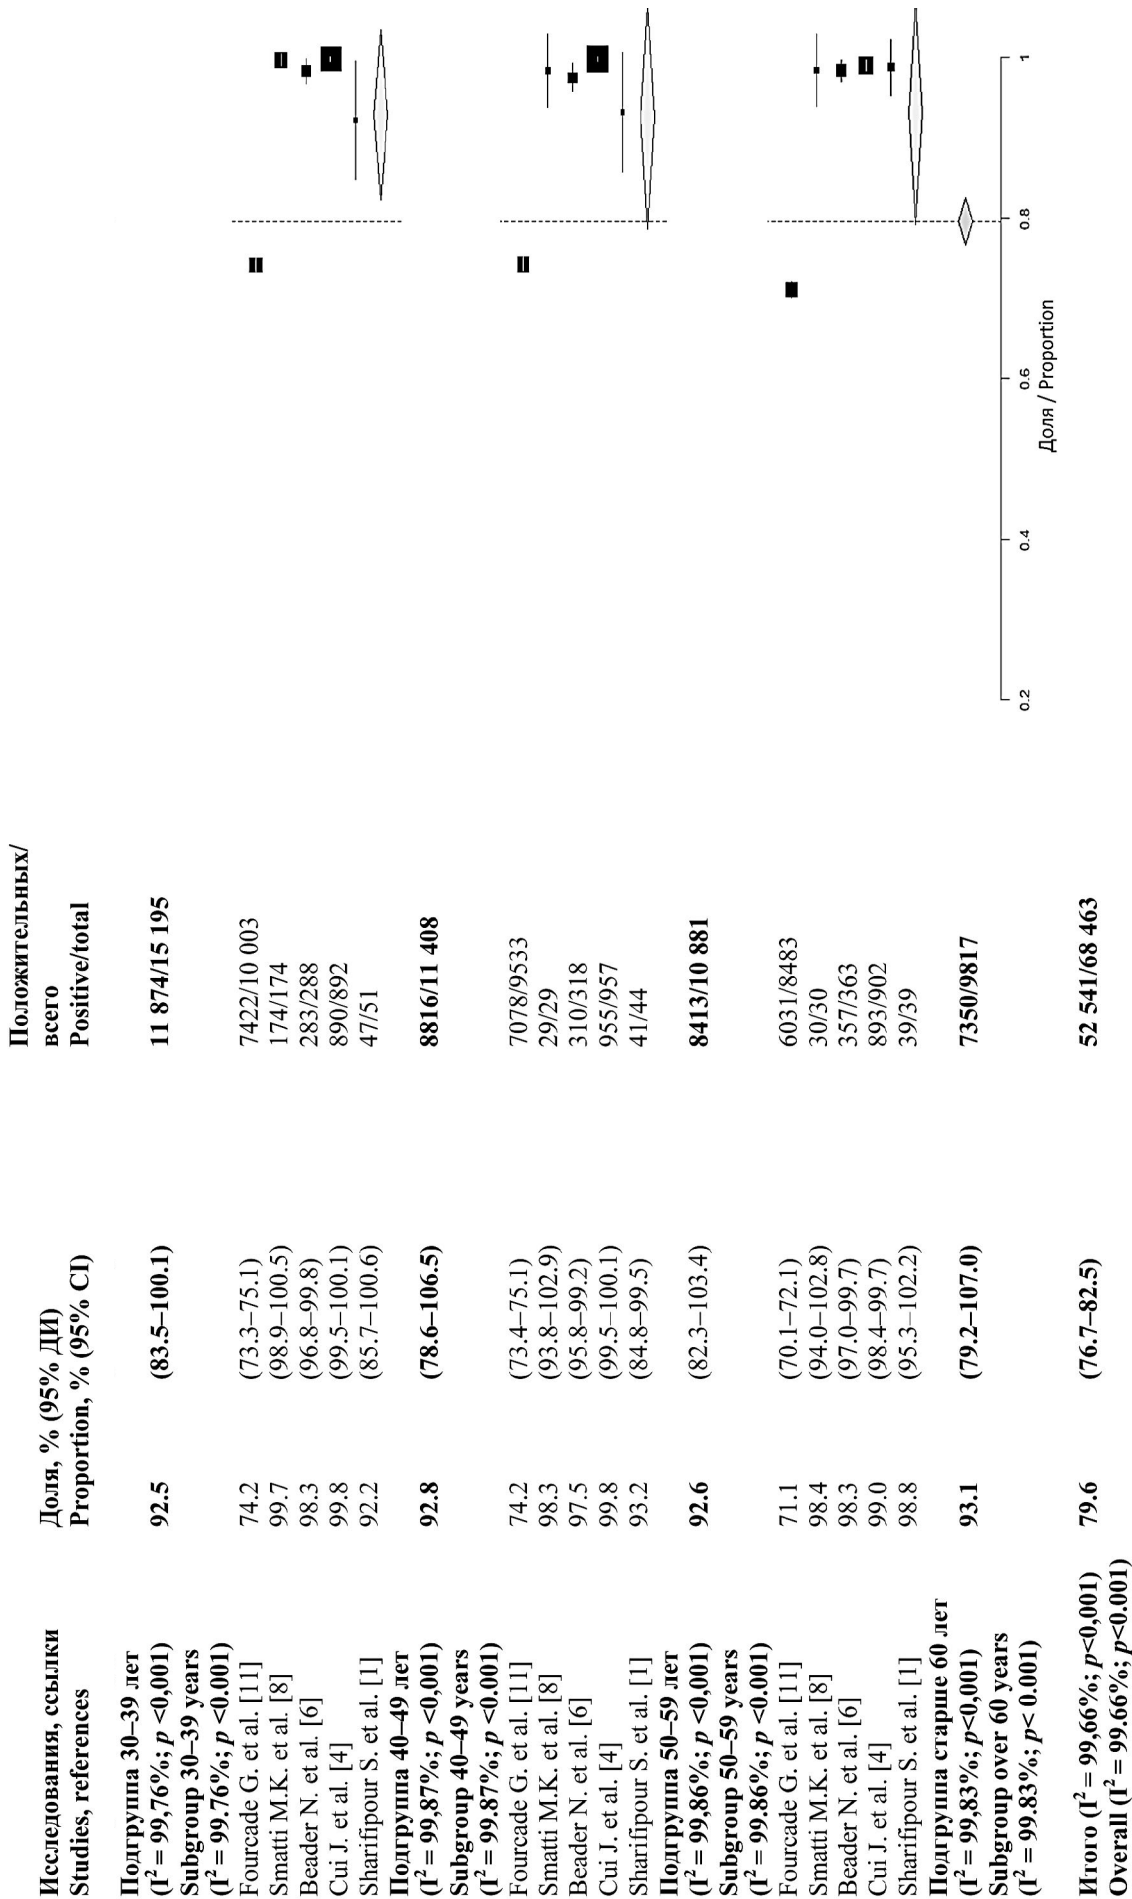 Исследования, ссылки Доля, % (95% ДИ) Положительных/
всего
Studies, references Proportion, % (95% CI) Positive/total
Подгруппа 30–39 лет 92.5 (83.5–100.1) 11 874/15 195
(I² = 99,76%; p <0,001)
Subgroup 30–39 years
(I² = 99.76%; p <0.001)
Fourcade G. et al. [11] 74.2 (73.3–75.1) 7422/10 003
Smatti M.K. et al. [8] 99.7 (98.9–100.5) 174/174
Beader N. et al. [6] 98.3 (96.8–99.8) 283/288
Cui J. et al. [4] 99.8 (99.5–100.1) 890/892
Sharifipour S. et al. [1] 92.2 (85.7–100.6) 47/51
Подгруппа 40–49 лет 92.8 (78.6–106.5) 8816/11 408
(I² = 99,87%; p <0,001)
Subgroup 40–49 years
(I² = 99.87%; p <0.001)
Fourcade G. et al. [11] 74.2 (73.4–75.1) 7078/9533
Smatti M.K. et al. [8] 98.3 (93.8–102.9) 29/29
Beader N. et al. [6] 97.5 (95.8–99.2) 310/318
Cui J. et al. [4] 99.8 (99.5–100.1) 955/957
Sharifipour S. et al. [1] 93.2 (84.8–99.5) 41/44
Подгруппа 50–59 лет 92.6 (82.3–103.4) 8413/10 881
(I² = 99,86%; p <0,001)
Subgroup 50–59 years
(I² = 99.86%; p <0.001)
Fourcade G. et al. [11] 71.1 (70.1–72.1) 6031/8483
Smatti M.K. et al. [8] 98.4 (94.0–102.8) 30/30
Beader N. et al. [6] 98.3 (97.0–99.7) 357/363
Cui J. et al. [4] 99.0 (98.4–99.7) 893/902
Sharifipour S. et al. [1] 98.8 (95.3–102.2) 39/39
Подгруппа старше 60 лет 93.1 (79.2–107.0) 7350/9817
(I² = 99,83%; p<0,001)
Subgroup over 60 years
(I² = 99.83%; p< 0.001)
Итого (I² = 99,66%; p<0,001) 79.6 (76.7–82.5) 52 541/68 463
Overall (I² = 99.66%; p<0.001)
0.2 0.4 0.6 0.8 1
Доля / Proportion